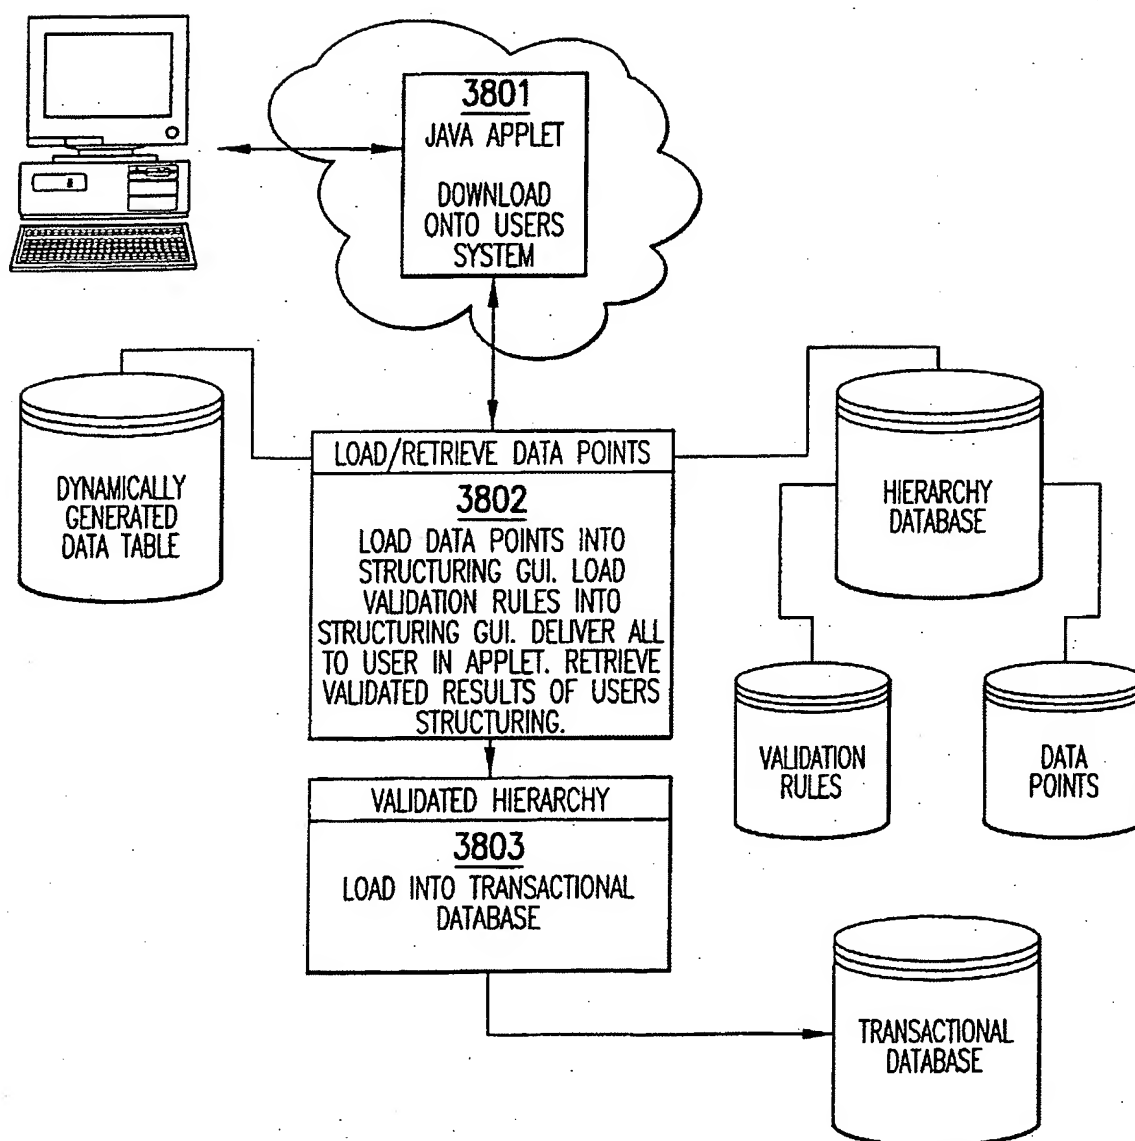 3801
JAVA APPLET
DOWNLOAD
ONTO USERS
SYSTEM
DYNAMICALLY
GENERATED
DATA TABLE
LOAD/RETRIEVE DATA POINTS
3802
LOAD DATA POINTS INTO
STRUCTURING GUI. LOAD
VALIDATION RULES INTO
STRUCTURING GUI. DELIVER ALL
TO USER IN APPLET. RETRIEVE
VALIDATED RESULTS OF USERS
STRUCTURING.
HIERARCHY
DATABASE
VALIDATION
RULES
DATA
POINTS
VALIDATED HIERARCHY
3803
LOAD INTO TRANSACTIONAL
DATABASE
TRANSACTIONAL
DATABASE